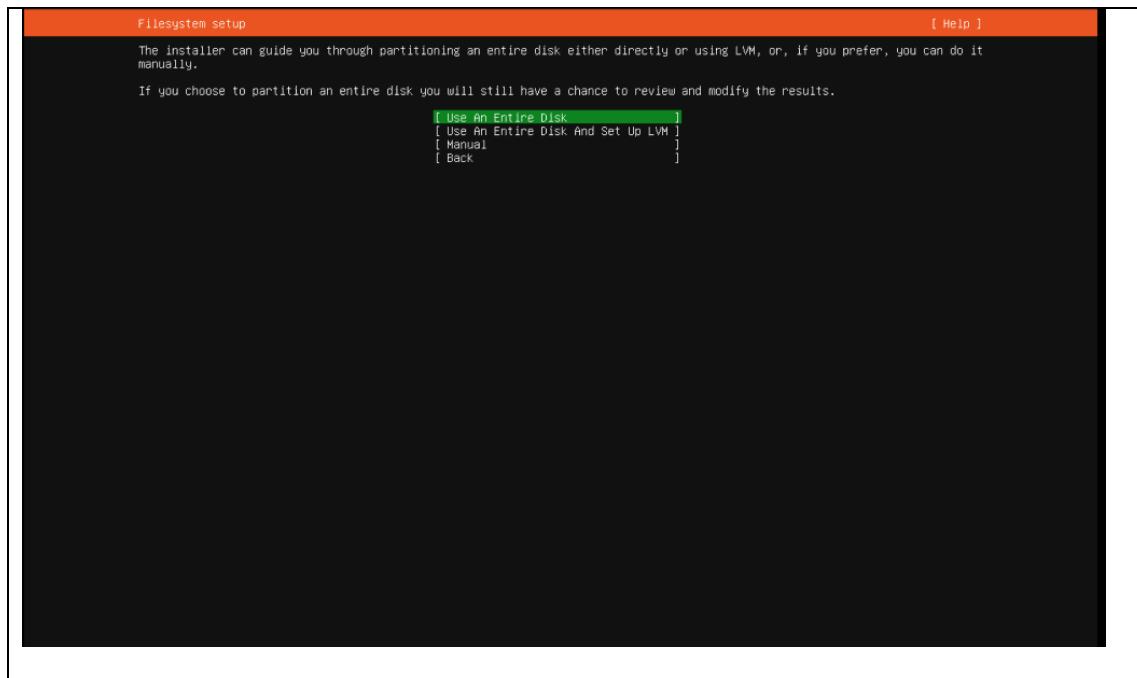 Filesystem setup [ Help ]
The installer can guide you through partitioning an entire disk either directly or using LVM, or, if you prefer, you can do it
manually.
If you choose to partition an entire disk you will still have a chance to review and modify the results.
[ Use An Entire Disk ]
[ Use An Entire Disk And Set Up LVM ]
[ Manual ]
[ Back ]